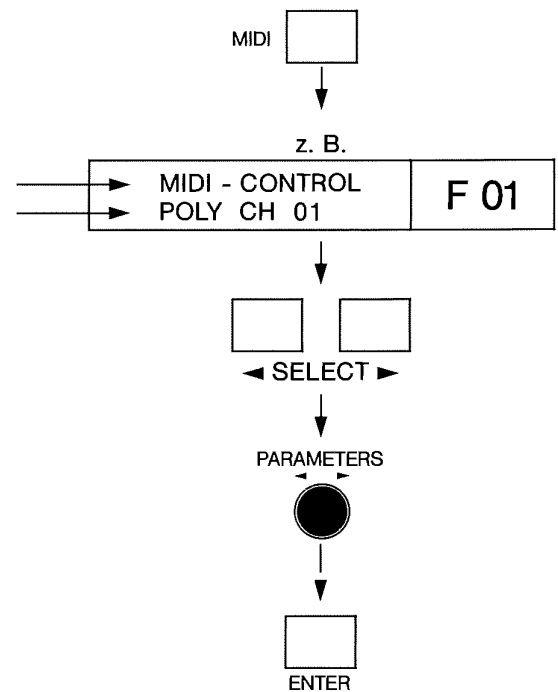 MIDI
z. B.
MIDI - CONTROL
POLY CH 01
F 01
◄ SELECT ►
PARAMETERS
ENTER